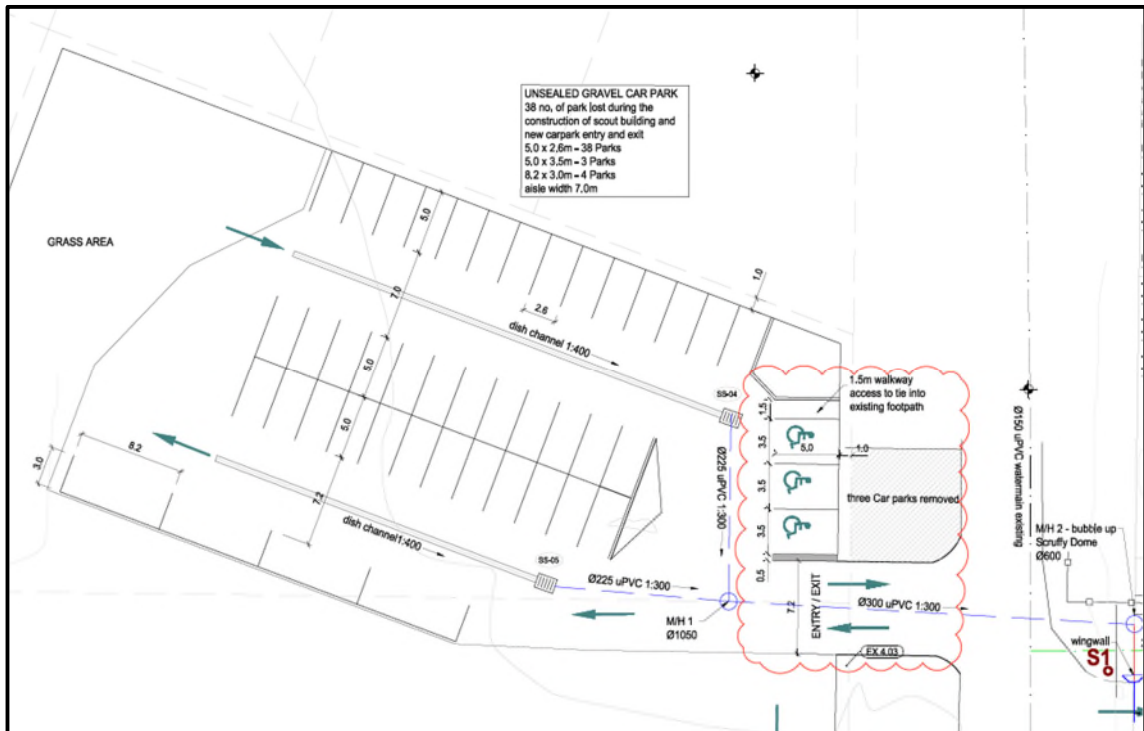 UNSEALED GRAVEL CAR PARK
38 no. of park lost during the
construction of scout building and
new carpark entry and exit
5.0 x 2.6m - 38 Parks
5.0 x 3.5m - 3 Parks
8.2 x 3.0m - 4 Parks
aisle width 7.0m
GRASS AREA
5.0
1.0
7.0
2.6
dish channel 1:400
5.0
5.0
8.2
3.0
7.2
dish channel1:400
SS-04
SS-05
1.5m walkway
access to tie into
existing footpath
1.5
3.5
5.0
1.0
3.5
3.5
0.5
three Car parks removed
Ø225 uPVC 1:300
Ø150 uPVC watermain existing
M/H 2 - bubble up
Scruffy Dome
Ø600
Ø225 uPVC 1:300
M/H 1
Ø1050
7.2
ENTRY / EXIT
Ø300 uPVC 1:300
EX 4.03
wingwall
S1